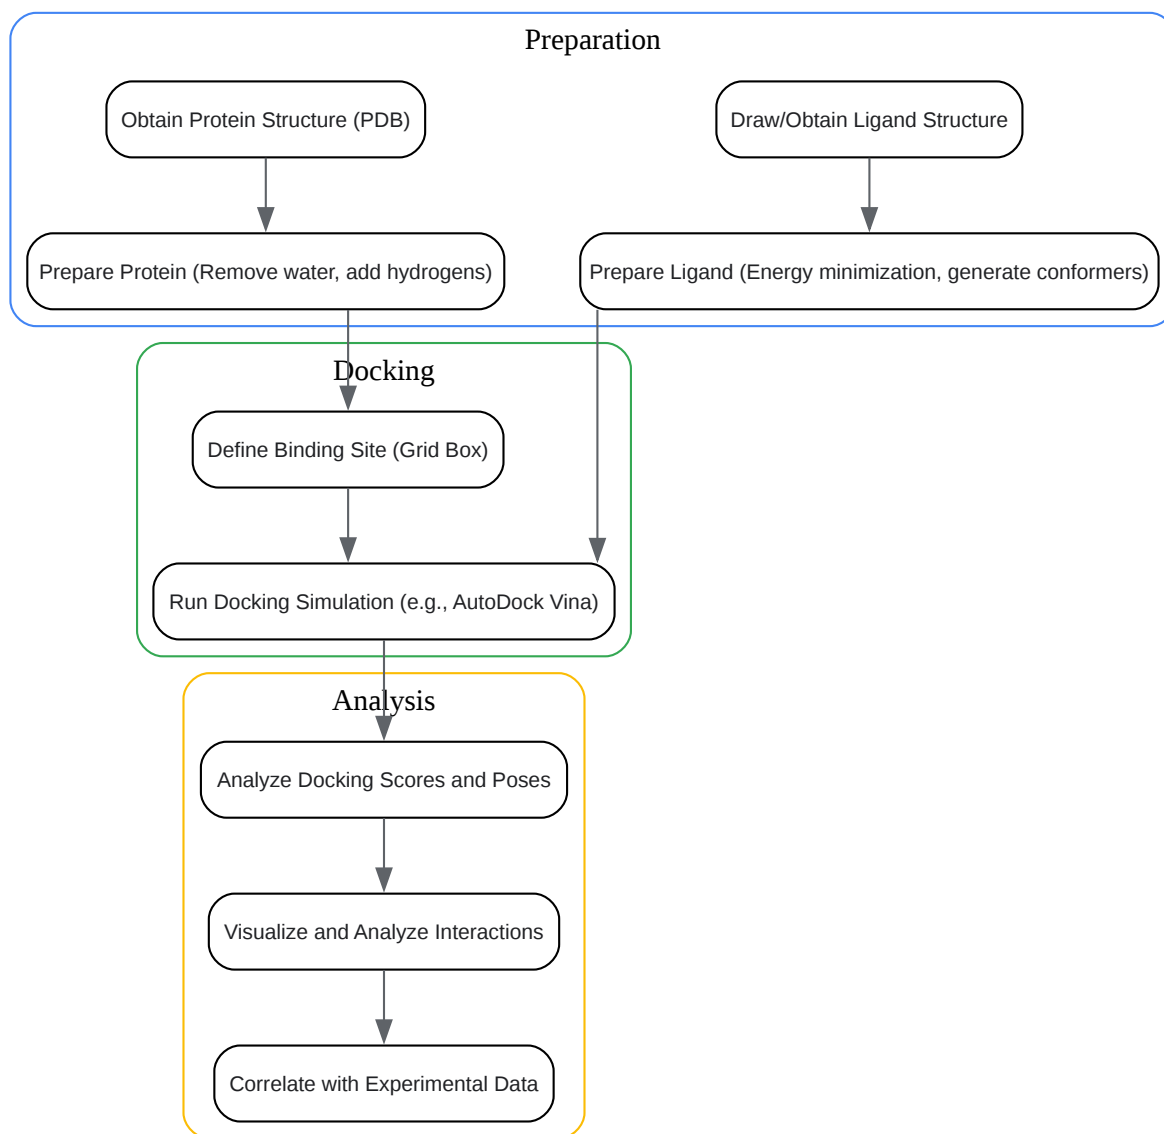 Preparation
Obtain Protein Structure (PDB)
Draw/Obtain Ligand Structure
Prepare Protein (Remove water, add hydrogens)
Prepare Ligand (Energy minimization, generate conformers)
Docking
Define Binding Site (Grid Box)
Run Docking Simulation (e.g., AutoDock Vina)
Analysis
Analyze Docking Scores and Poses
Visualize and Analyze Interactions
Correlate with Experimental Data